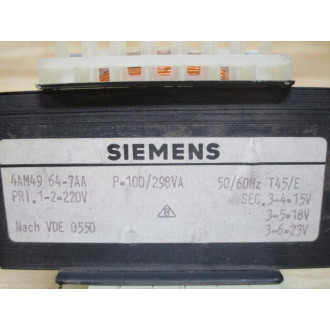 SIEMENS
4AM49 64-7AA P=100/298VA 50/60Hz T45/E
PRI.1-2=220V SEC.3-4=15V
3-5=18V
Nach VDE 0550 3-6=23V